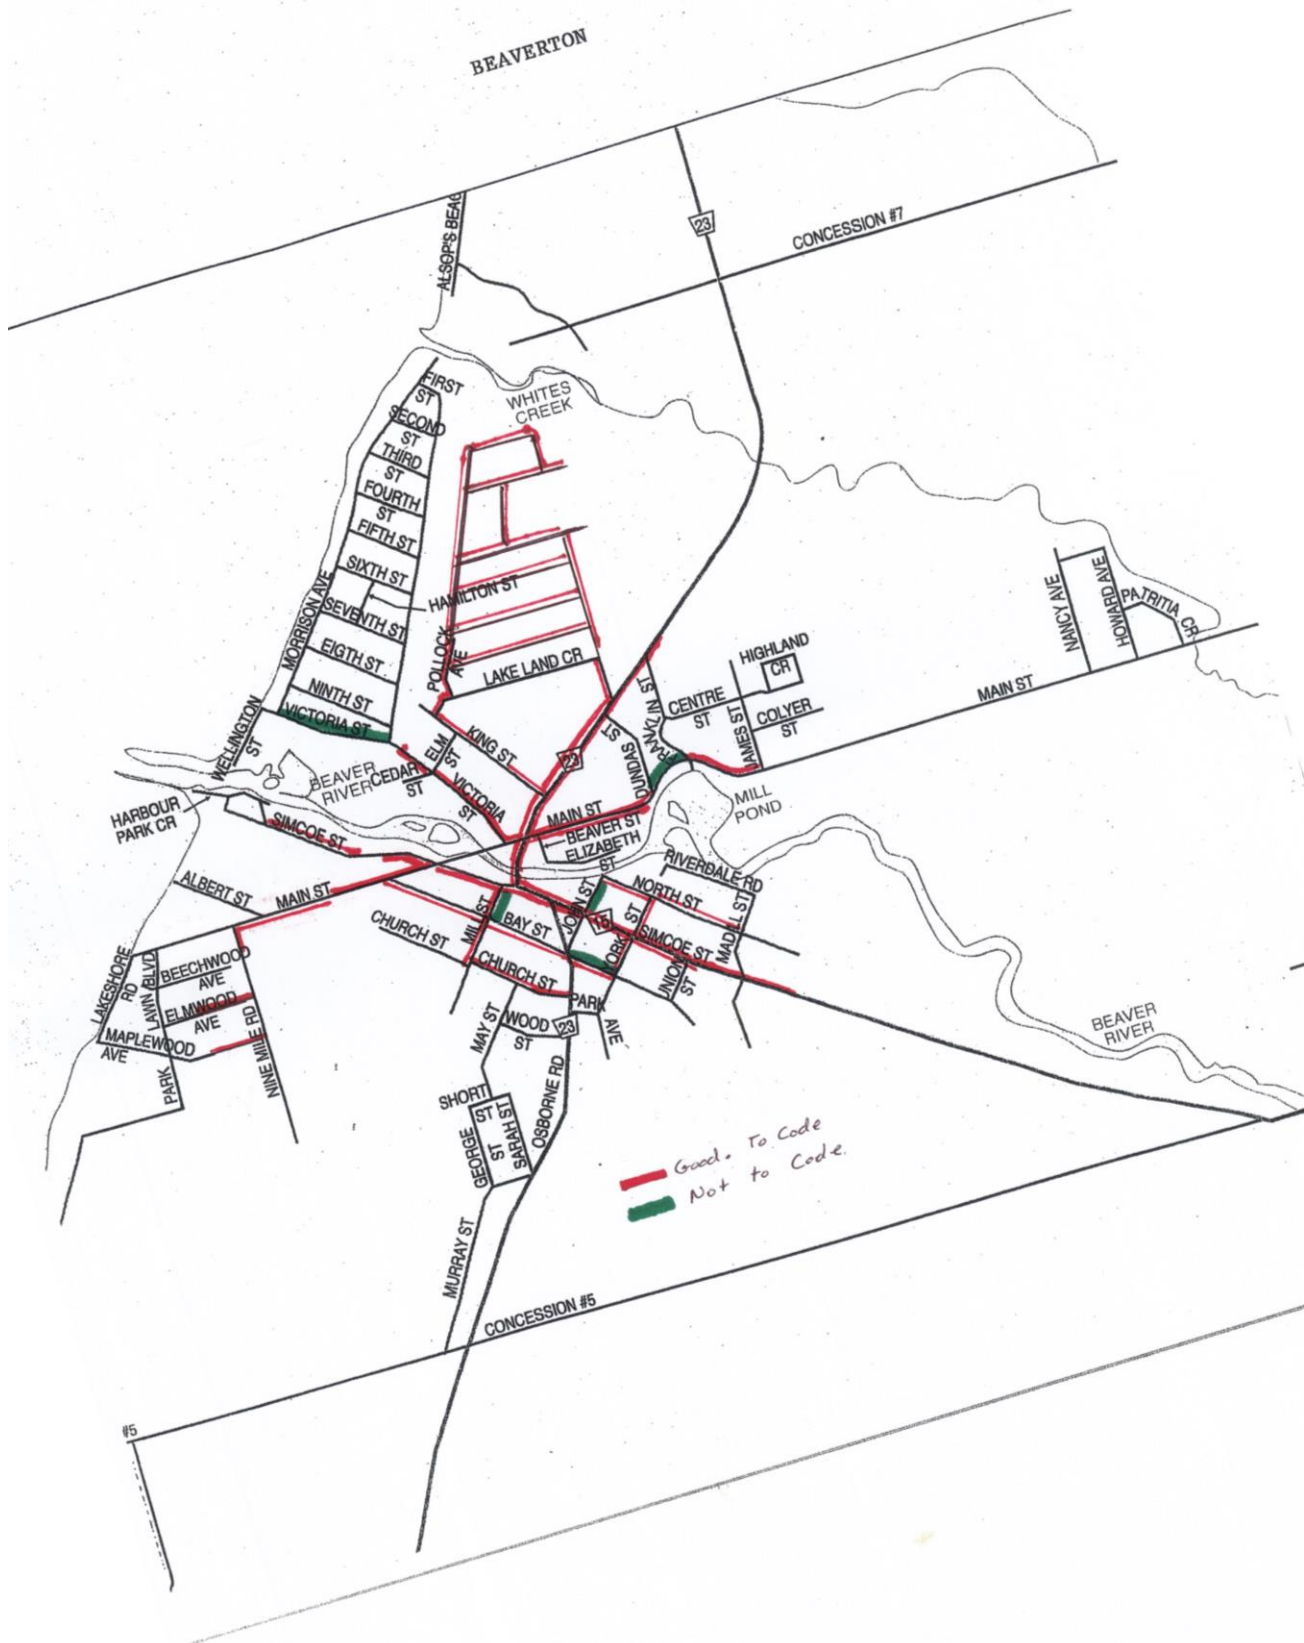 BEAVERTON
23
CONCESSION #7
ALSOP'S BEAC
FIRST
ST
SECOND
ST
THIRD
ST
FOURTH
ST
FIFTH ST
SIXTH ST
HAMILTON ST
SEVENTH ST
EIGTH ST
NINTH ST
VICTORIA ST
MORRISON AVE
WELLINGTON
ST
WHITES
CREEK
POLLOCK
AVE
LAKE LAND CR
KING ST
ELM
ST
CEDAR
ST
VICTORIA
ST
BEAVER
RIVER
HARBOUR
PARK CR
23
DUNDAS ST
FRANKLIN ST
CENTRE
ST
HIGHLAND
CR
COLYER
ST
JAMES ST
MAIN ST
NANCY AVE
HOWARD AVE
PATRITIA CR
MILL
POND
MAIN ST
BEAVER ST
ELIZABETH
ST
SIMCOE ST
ALBERT ST
MAIN ST
RIVERDALE RD
NORTH ST
MADILL ST
JOHN ST
YORK ST
SIMCOE ST
UNION
ST
MILL ST
BAY ST
CHURCH ST
CHURCH ST
LAKESHORE
RD
LAWN BLVD
BEECHWOOD
AVE
ELMWOOD
AVE
MAPLEWOOD
AVE
PARK
NINE MILE RD
PARK
AVE
MAY ST
WOOD
ST
23
OSBORNE RD
SHORT
ST
GEORGE
ST
SARAH ST
MURRAY ST
BEAVER
RIVER
Good. To Code
Not to Code.
CONCESSION #5
#5